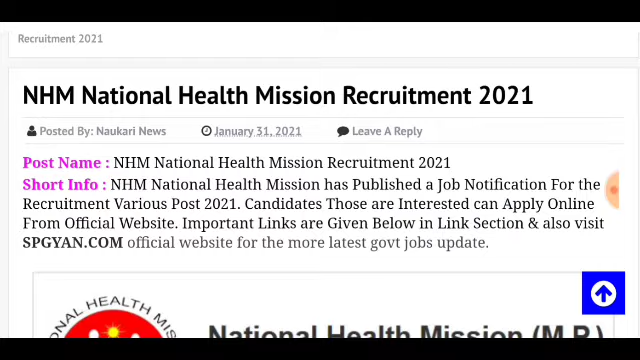 Recruitment 2021
NHM National Health Mission Recruitment 2021
Posted By: Naukari News January 31, 2021 Leave A Reply
Post Name : NHM National Health Mission Recruitment 2021
Short Info : NHM National Health Mission has Published a Job Notification For the
Recruitment Various Post 2021. Candidates Those are Interested can Apply Online
From Official Website. Important Links are Given Below in Link Section & also visit
SPGYAN.COM official website for the more latest govt jobs update.
NAL HEALTH MISS
National Health Mission (M.P.)